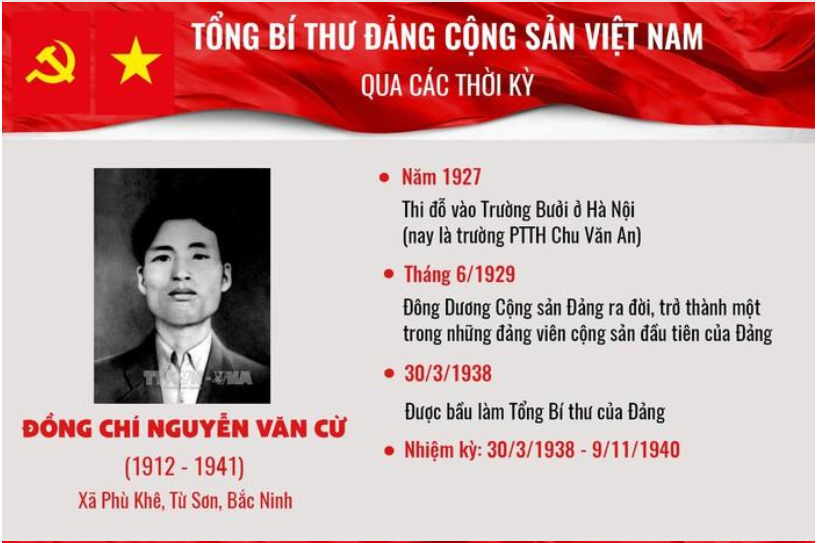 TỔNG BÍ THƯ ĐẢNG CỘNG SẢN VIỆT NAM
QUA CÁC THỜI KỲ
ĐỒNG CHÍ NGUYỄN VĂN CỪ
(1912 - 1941)
Xã Phù Khê, Từ Sơn, Bắc Ninh
Năm 1927
Thi đỗ vào Trường Bưởi ở Hà Nội
(nay là trường PTTH Chu Văn An)
Tháng 6/1929
Đông Dương Cộng sản Đảng ra đời, trở thành một
trong những đảng viên cộng sản đầu tiên của Đảng
30/3/1938
Được bầu làm Tổng Bí thư của Đảng
Nhiệm kỳ: 30/3/1938 - 9/11/1940